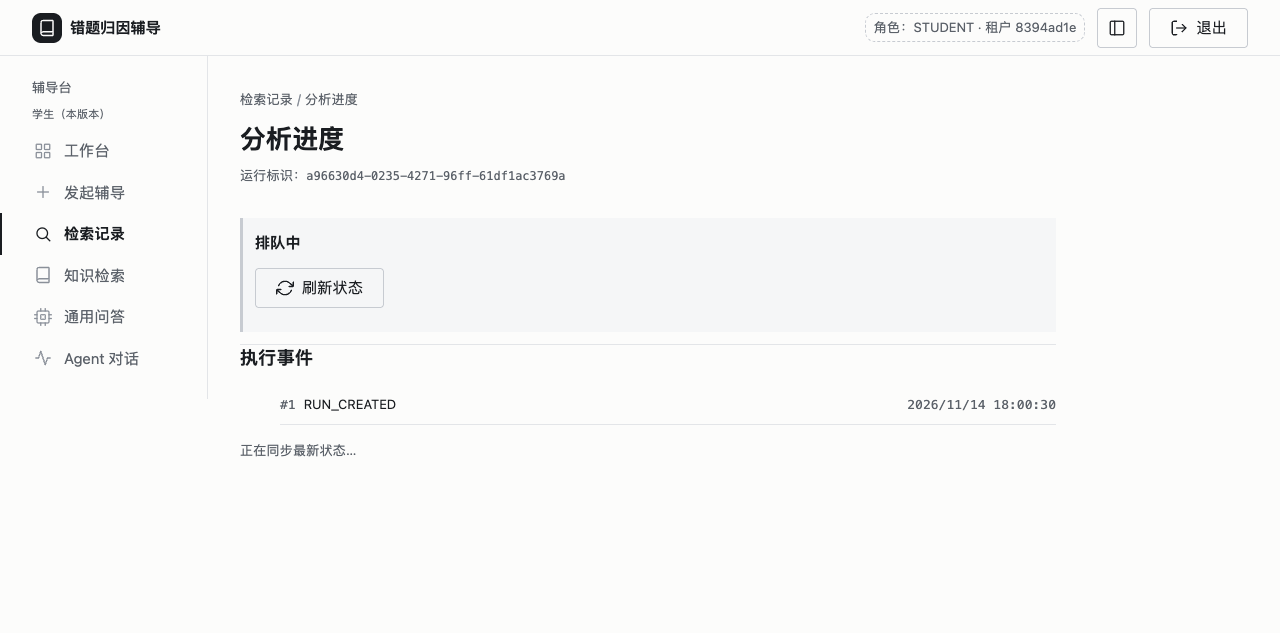 错题归因辅导
角色：STUDENT · 租户 8394ad1e
退出
辅导台
学生（本版本）
工作台
发起辅导
检索记录
知识检索
通用问答
Agent 对话
检索记录 / 分析进度
分析进度
运行标识：a96630d4-0235-4271-96ff-61df1ac3769a
排队中
刷新状态
执行事件
#1 RUN_CREATED 2026/11/14 18:00:30
正在同步最新状态…